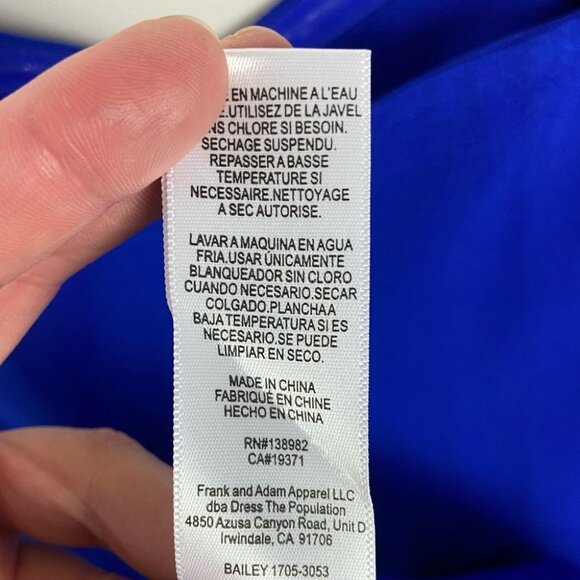 EN MACHINE A L'EAU
.UTILISEZ DE LA JAVEL
NS CHLORE SI BESOIN.
SECHAGE SUSPENDU.
REPASSER A BASSE
TEMPERATURE SI
NECESSAIRE.NETTOYAGE
A SEC AUTORISE.
LAVAR A MAQUINA EN AGUA
FRIA.USAR ÚNICAMENTE
BLANQUEADOR SIN CLORO
CUANDO NECESARIO.SECAR
COLGADO.PLANCHA A
BAJA TEMPERATURA SI ES
NECESARIO.SE PUEDE
LIMPIAR EN SECO.
MADE IN CHINA
FABRIQUÉ EN CHINE
HECHO EN CHINA
RN#138982
CA#19371
Frank and Adam Apparel LLC
dba Dress The Population
4850 Azusa Canyon Road, Unit D
Irwindale, CA 91706
BAILEY 1705-3053